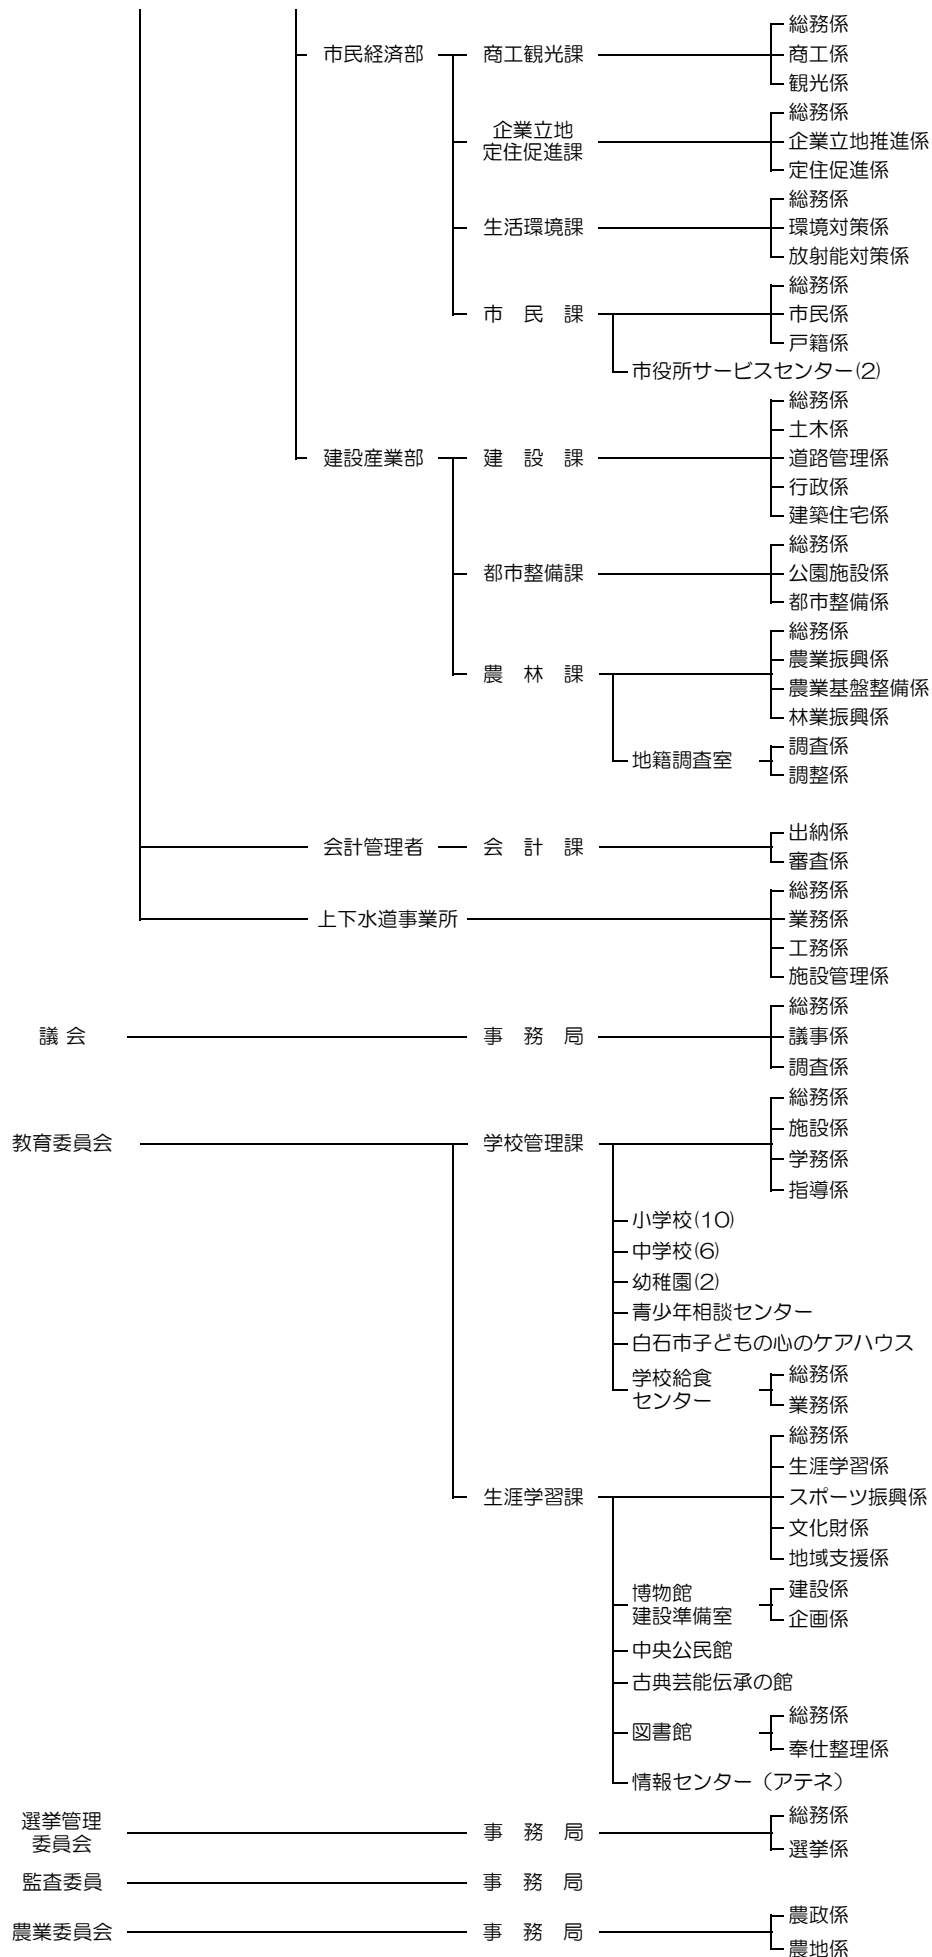 総務係
市民経済部 商工観光課 商工係
観光係
総務係
企業立地
定住促進課 企業立地推進係
定住促進係
総務係
生活環境課 環境対策係
放射能対策係
総務係
市 民 課 市民係
戸籍係
市役所サービスセンター(2)
総務係
土木係
建設産業部 建 設 課 道路管理係
行政係
建築住宅係
総務係
都市整備課 公園施設係
都市整備係
総務係
農業振興係
農 林 課
農業基盤整備係
林業振興係
調査係
地籍調査室
調整係
出納係
会計管理者 会 計 課
審査係
総務係
上下水道事業所 業務係
工務係
施設管理係
総務係
議 会 事 務 局 議事係
調査係
総務係
施設係
教育委員会 学校管理課
学務係
指導係
小学校(10)
中学校(6)
幼稚園(2)
青少年相談センター
白石市子どもの心のケアハウス
学校給食
センター
総務係
業務係
総務係
生涯学習係
生涯学習課 スポーツ振興係
文化財係
地域支援係
博物館
建設準備室
建設係
企画係
中央公民館
古典芸能伝承の館
総務係
図書館
奉仕整理係
情報センター（アテネ）
選挙管理
委員会
事 務 局
総務係
選挙係
監査委員 事 務 局
農業委員会 事 務 局
農政係
農地係